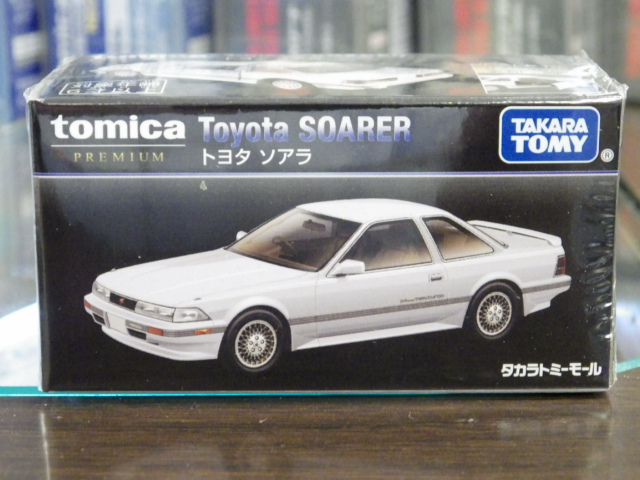 tomica
PREMIUM
Toyota SOARER
トヨタ ソアラ
TAKARA
TOMY
®
タカラトミーモール